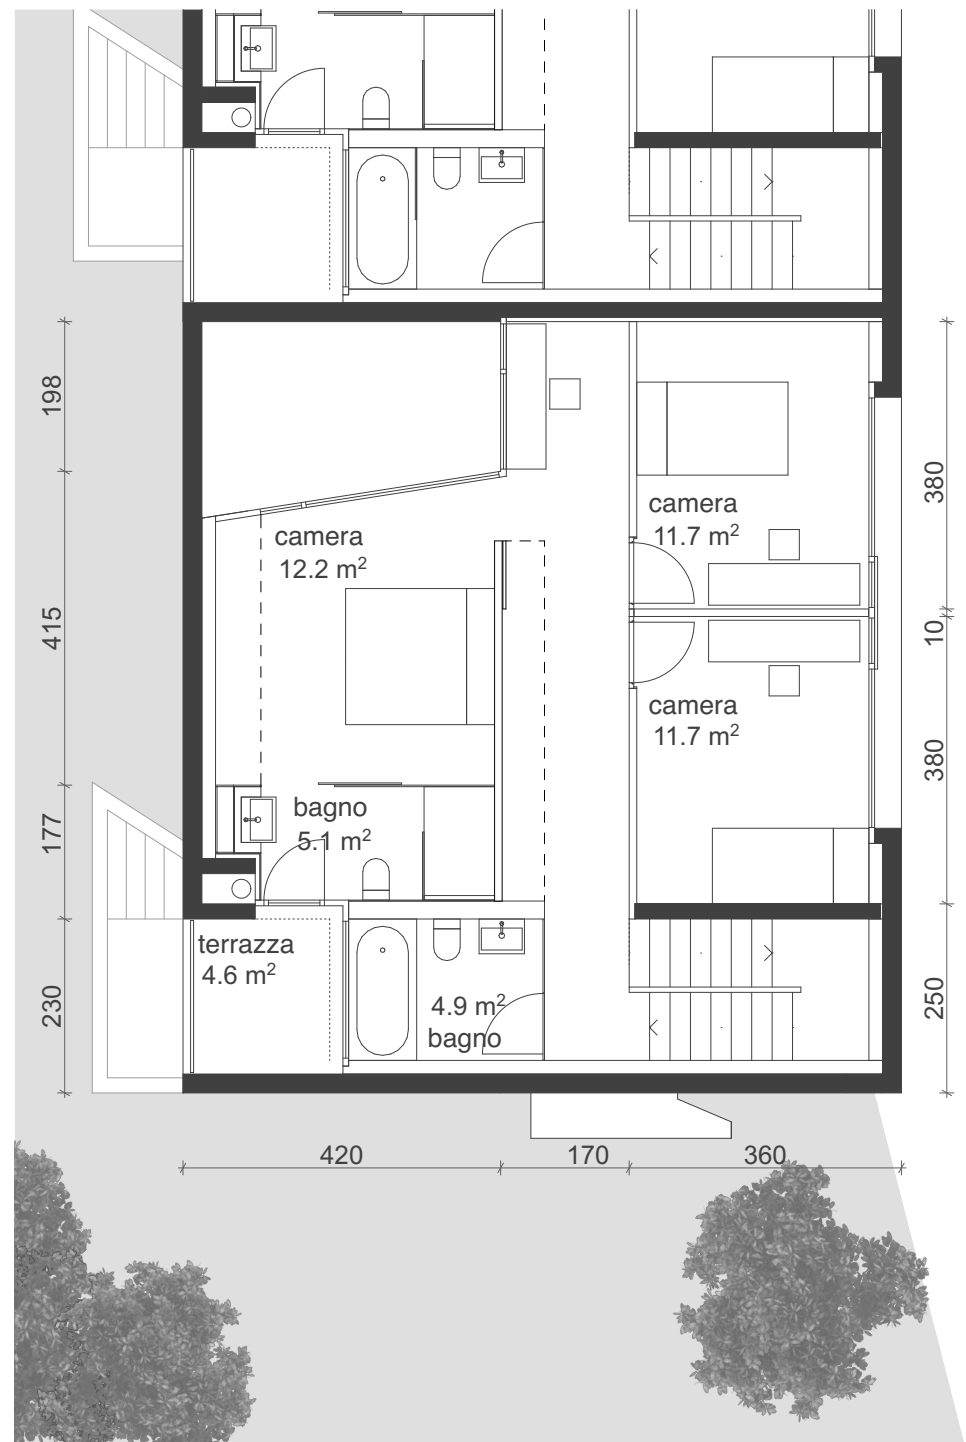 198
415
177
230
camera
12.2 m²
camera
11.7 m²
camera
11.7 m²
bagno
5.1 m²
terrazza
4.6 m²
4.9 m²
bagno
380
10
380
250
420
170
360